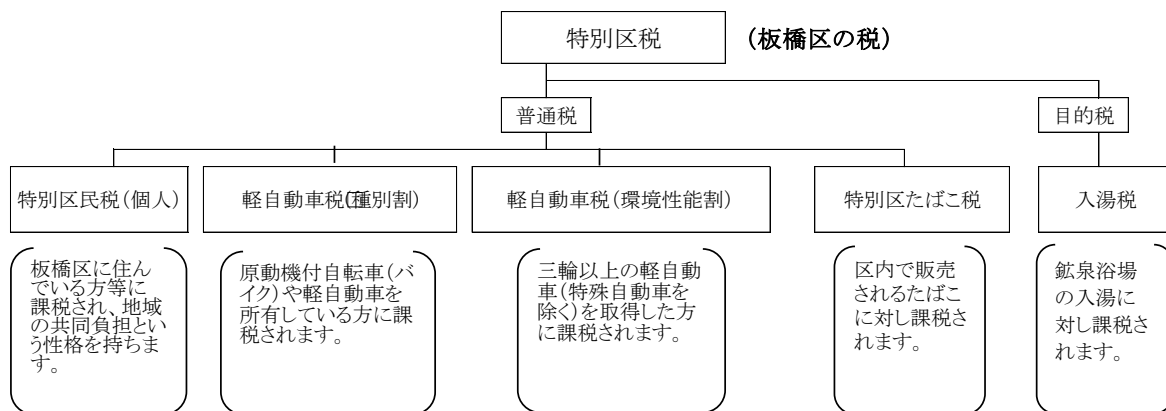 特別区税
(板橋区の税)
普通税
目的税
特別区民税(個人)
軽自動車税(種別割)
軽自動車税(環境性能割)
特別区たばこ税
入湯税
板橋区に住ん
でいる方等に
課税され、地域
の共同負担とい
う性格を持ちま
す。
原動機付自転車(バ
イク)や軽自動車を
所有している方に課
税されます。
三輪以上の軽自動
車(特殊自動車を
除く)を取得した方
に課税されます。
区内で販売
されるたばこ
に対し課税さ
れます。
鉱泉浴場
の入湯に
対し課税さ
れます。